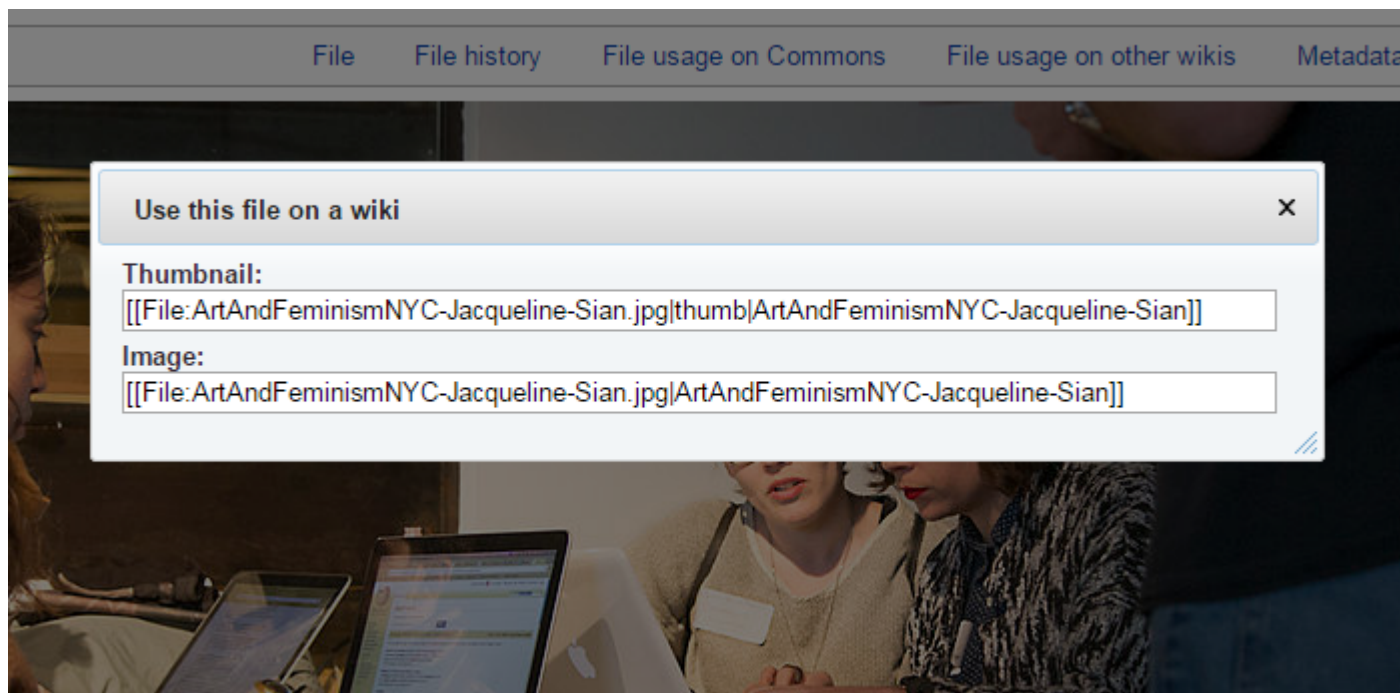 File File history File usage on Commons File usage on other wikis Metadata
Use this file on a wiki
Thumbnail:
[[File:ArtAndFeminismNYC-Jacqueline-Sian.jpg|thumb|ArtAndFeminismNYC-Jacqueline-Sian]]
Image:
[[File:ArtAndFeminismNYC-Jacqueline-Sian.jpg|ArtAndFeminismNYC-Jacqueline-Sian]]